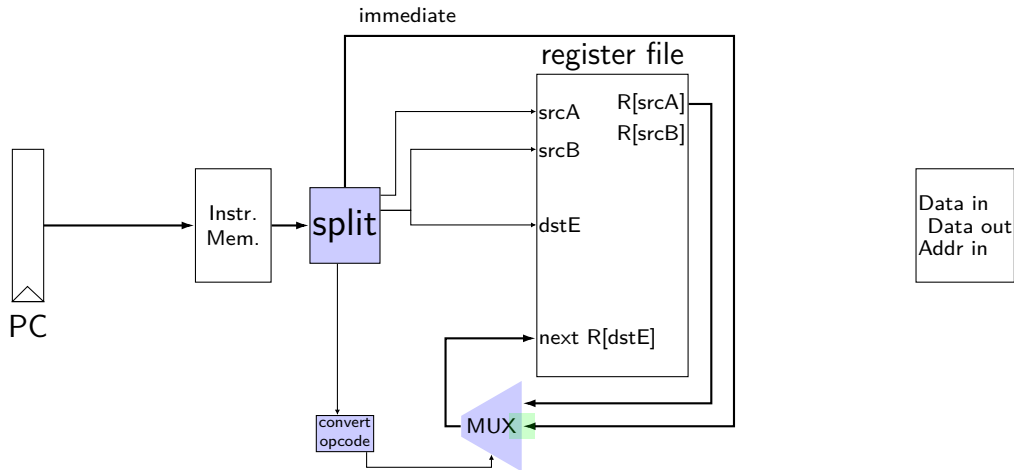 immediate
register file
srcA
R[srcA]
R[srcB]
srcB
Instr.
Mem.
split
dstE
Data in
Data out
Addr in
PC
next R[dstE]
convert
opcode
MUX